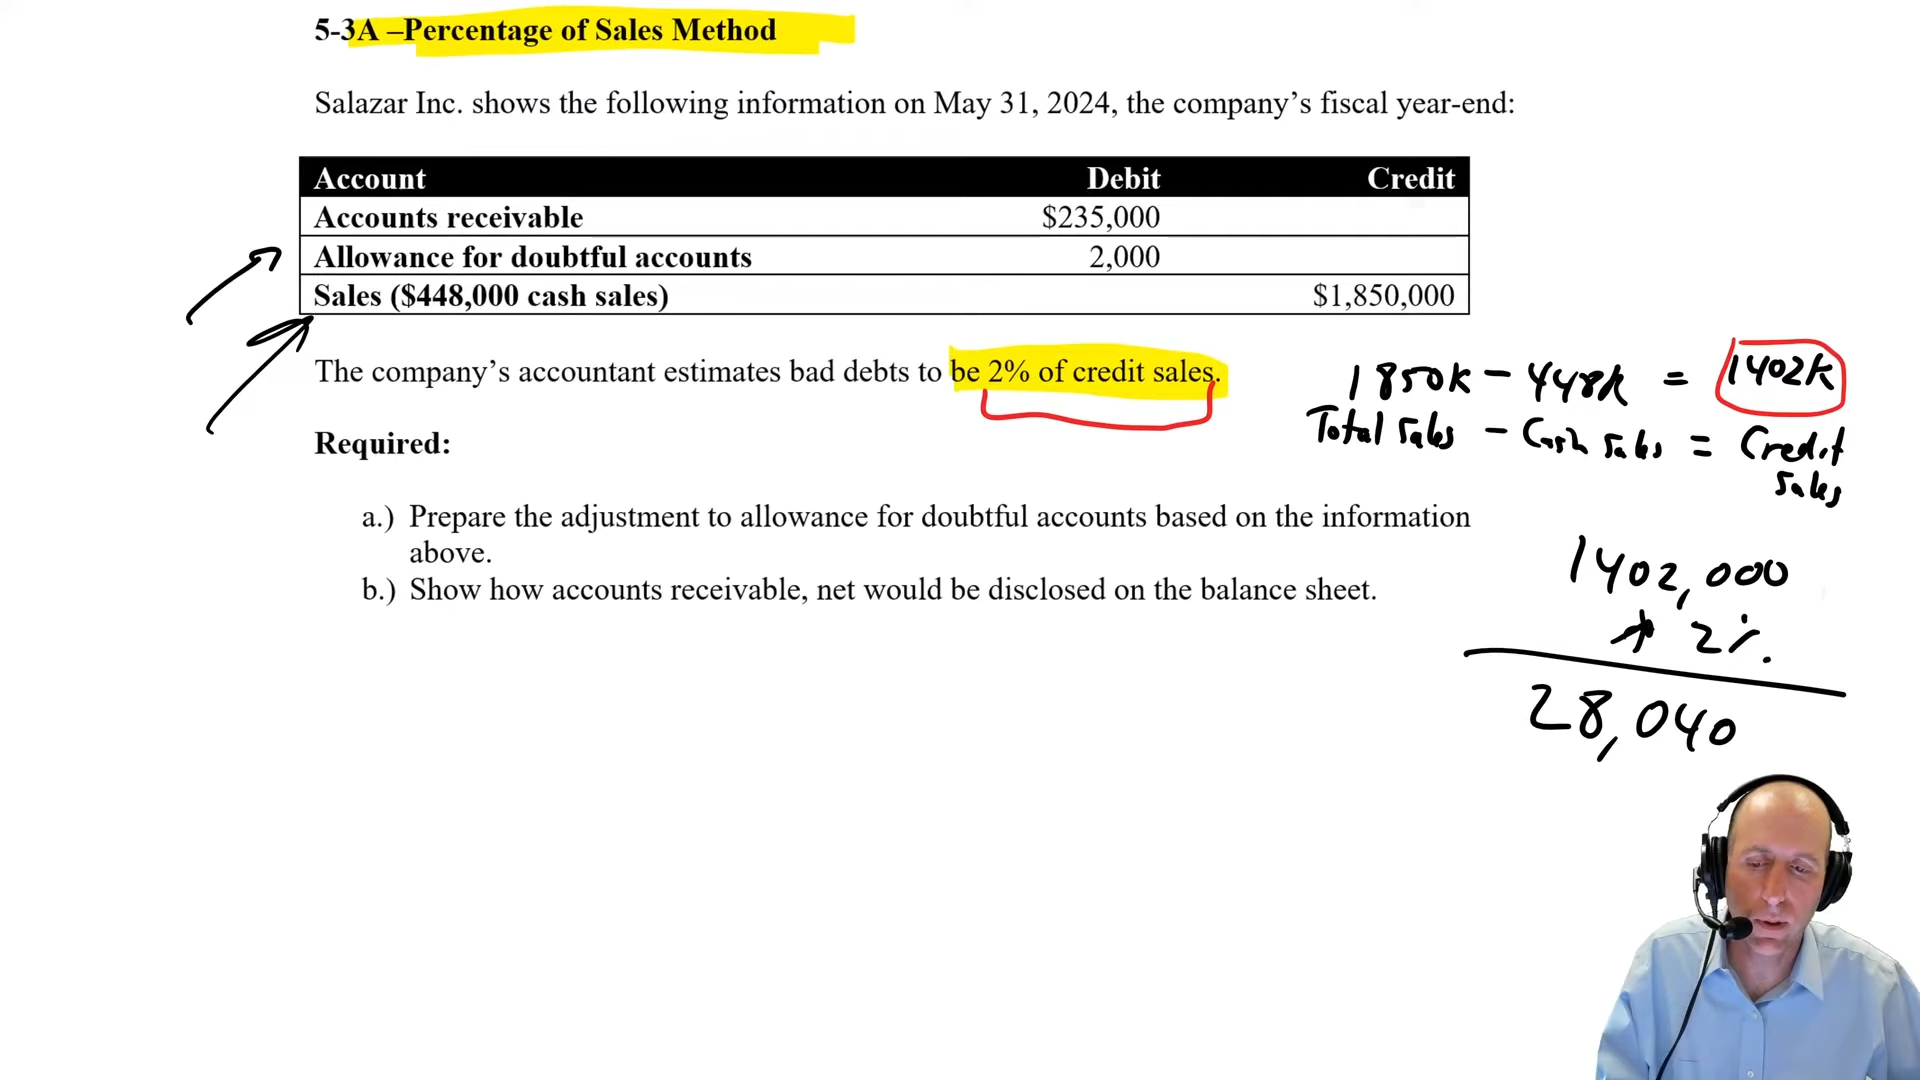 5-3A –Percentage of Sales Method
Salazar Inc. shows the following information on May 31, 2024, the company’s fiscal year-end:
Account Debit Credit
Accounts receivable $235,000
Allowance for doubtful accounts 2,000
Sales ($448,000 cash sales) $1,850,000
The company’s accountant estimates bad debts to be 2% of credit sales.
1850k – 448k = 1402k
Total Sales – Cash Sales = Credit
Sales
Required:
a.) Prepare the adjustment to allowance for doubtful accounts based on the information
above.
b.) Show how accounts receivable, net would be disclosed on the balance sheet.
1402,000
* 2%
28,040